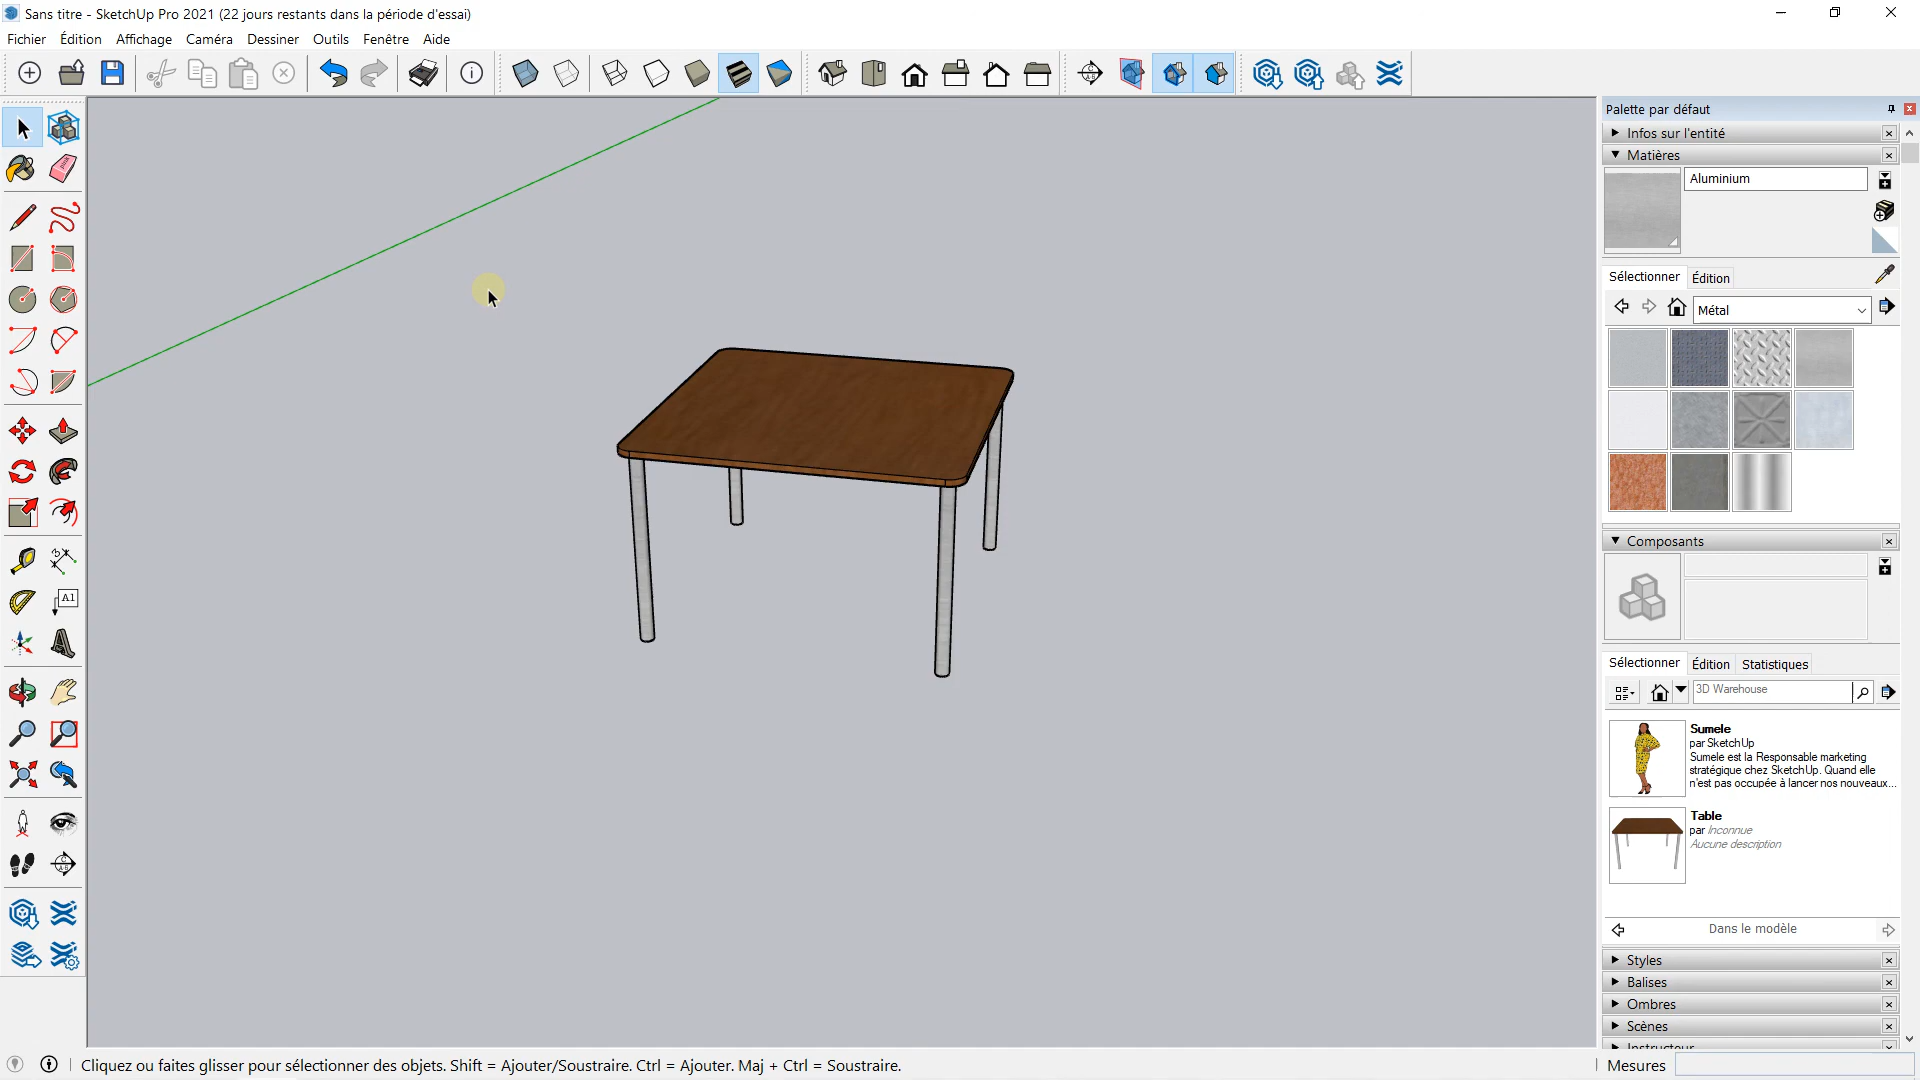 Sans titre - SketchUp Pro 2021 (22 jours restants dans la période d'essai)
Fichier Édition Affichage Caméra Dessiner Outils Fenêtre Aide
Palette par défaut
Infos sur l'entité
Matières
Aluminium
Sélectionner Édition
Métal
Composants
Sélectionner Édition Statistiques
3D Warehouse
Sumele
par SketchUp
Sumele est la Responsable marketing
stratégique chez SketchUp. Quand elle
n'est pas occupée à lancer nos nouveaux...
Table
par Inconnue
Aucune description
Dans le modèle
Styles
Balises
Ombres
Scènes
Instructeur
A1
Cliquez ou faites glisser pour sélectionner des objets. Shift = Ajouter/Soustraire. Ctrl = Ajouter. Maj + Ctrl = Soustraire.
Mesures